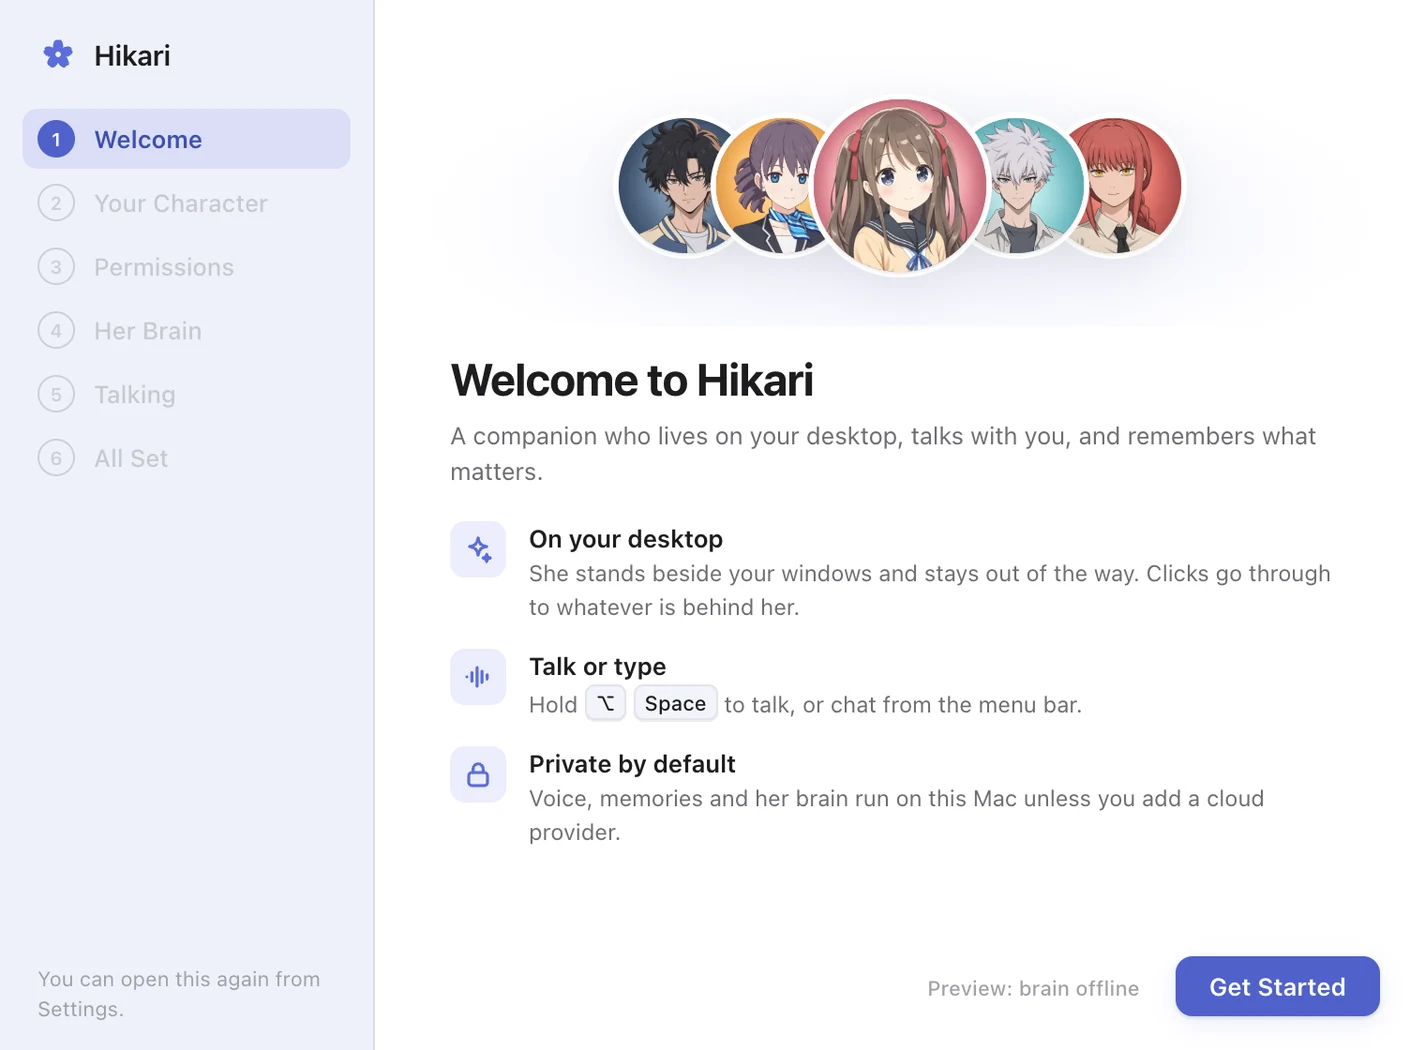 Hikari
1 Welcome
2 Your Character
3 Permissions
4 Her Brain
5 Talking
6 All Set
You can open this again from
Settings.
Welcome to Hikari
A companion who lives on your desktop, talks with you, and remembers what
matters.
On your desktop
She stands beside your windows and stays out of the way. Clicks go through
to whatever is behind her.
Talk or type
Hold ⌥ Space to talk, or chat from the menu bar.
Private by default
Voice, memories and her brain run on this Mac unless you add a cloud
provider.
Preview: brain offline
Get Started